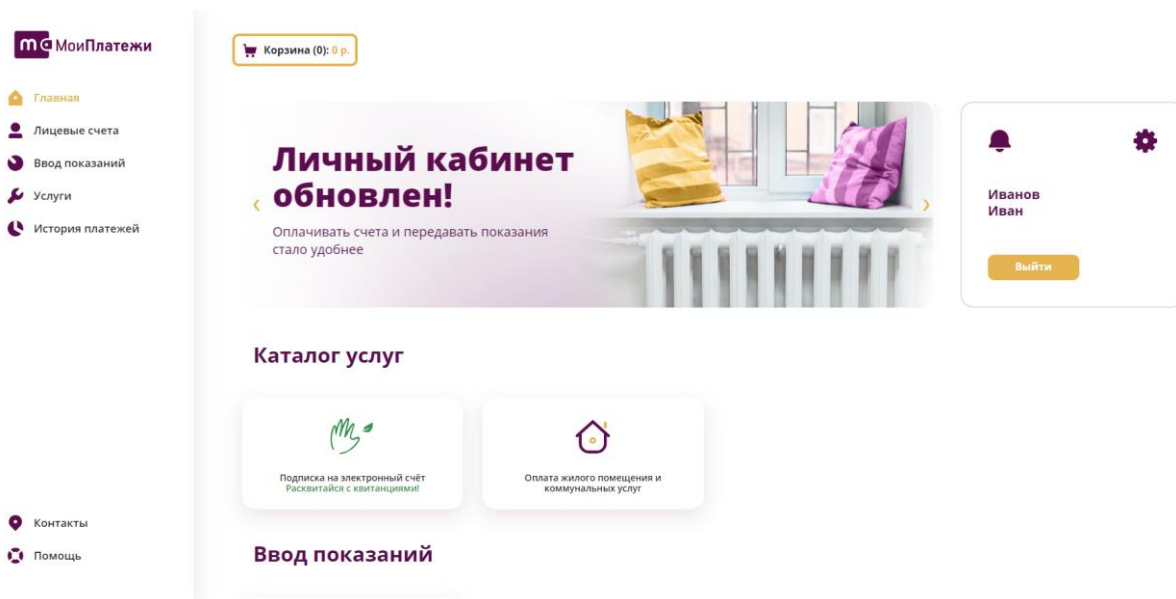 МоиПлатежи
Главная
Лицевые счета
Ввод показаний
Услуги
История платежей
Контакты
Помощь
Корзина (0): 0 р.
Личный кабинет
обновлен!
Оплачивать счета и передавать показания
стало удобнее
Иванов
Иван
Выйти
Каталог услуг
Подписка на электронный счёт
Расквитайся с квитанциями!
Оплата жилого помещения и
коммунальных услуг
Ввод показаний